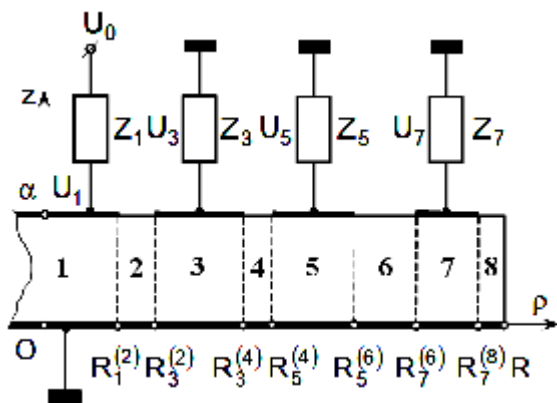 U₀
z
Z₁ U₃ Z₃ U₅ Z₅ U₇ Z₇
α U₁
1 2 3 4 5 6 7 8
ρ
O R₁⁽²⁾ R₃⁽²⁾ R₃⁽⁴⁾ R₅⁽⁴⁾ R₅⁽⁶⁾ R₇⁽⁶⁾ R₇⁽⁸⁾ R